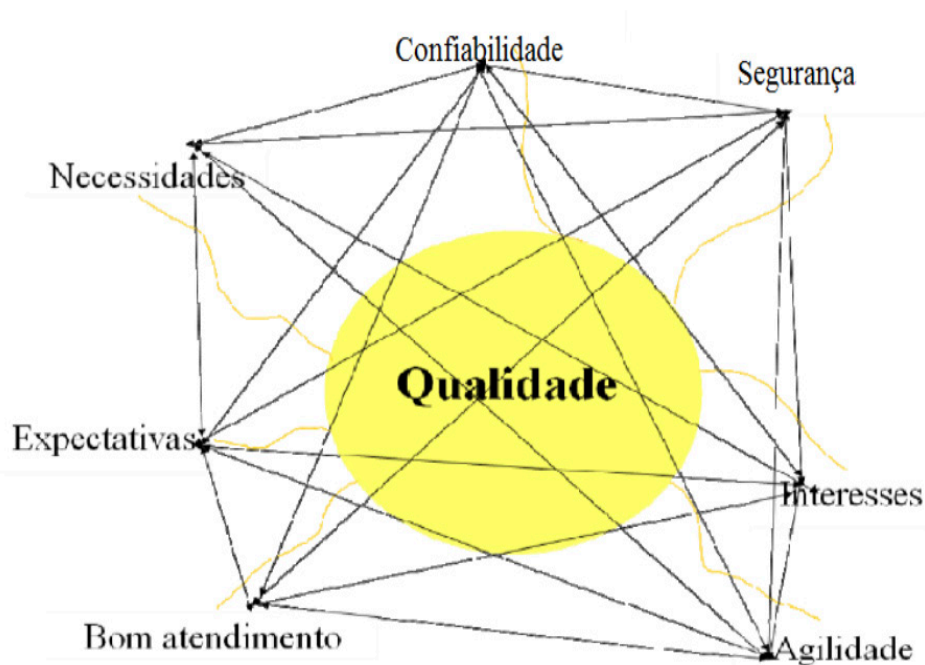 Confiabilidade
Segurança
Necessidades
Qualidade
Expectativas
Interesses
Bom atendimento
Agilidade